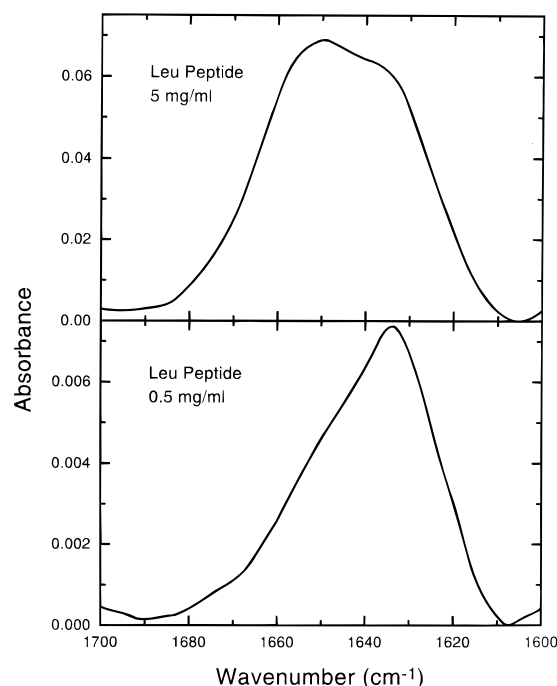 Leu Peptide
5 mg/ml
0.06
0.04
0.02
0.00
Absorbance
Leu Peptide
0.5 mg/ml
0.006
0.004
0.002
0.000
1700 1680 1660 1640 1620 1600
Wavenumber (cm⁻¹)